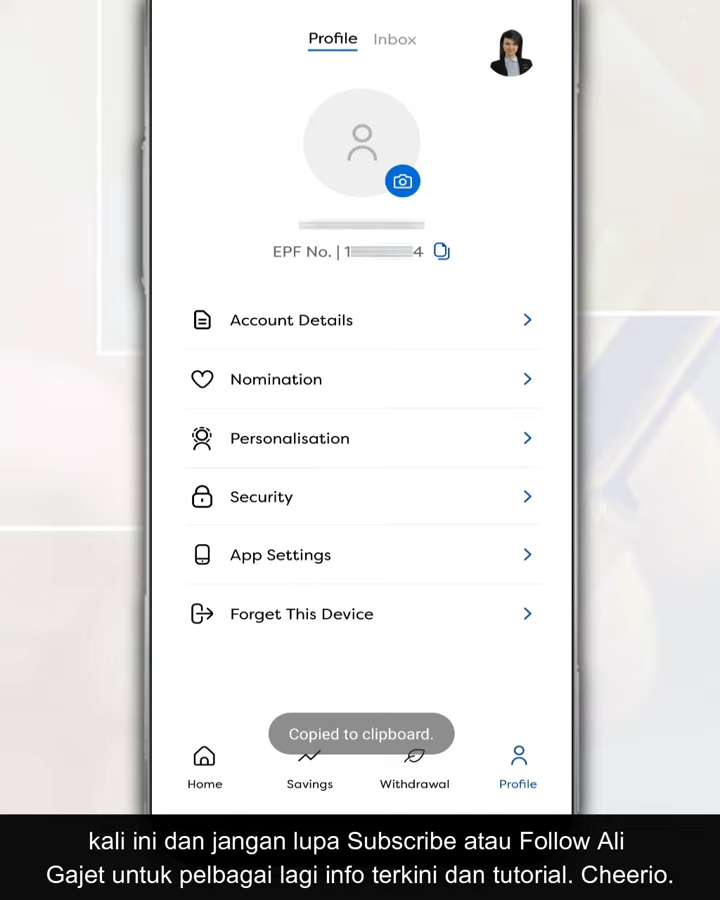 Profile Inbox
EPF No. | 1 4
Account Details
Nomination
Personalisation
Security
App Settings
Forget This Device
Copied to clipboard.
Home Savings Withdrawal Profile
kali ini dan jangan lupa Subscribe atau Follow Ali
Gajet untuk pelbagai lagi info terkini dan tutorial. Cheerio.